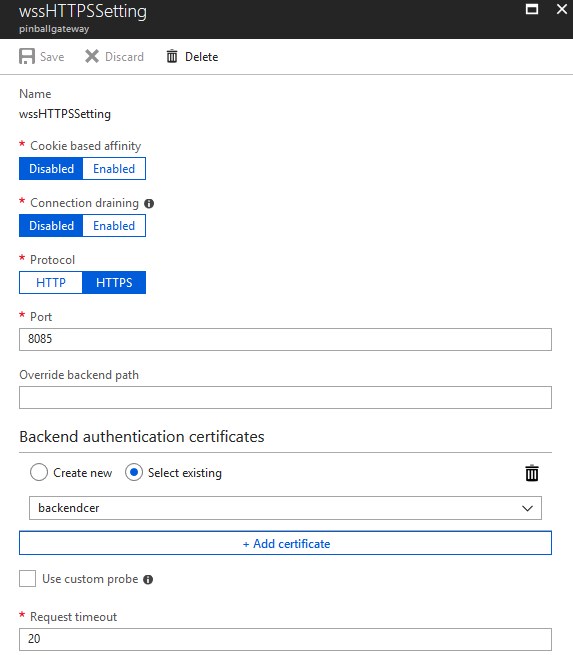 wssHTTPSSetting
pinballgateway
Save Discard Delete
Name
wssHTTPSSetting
* Cookie based affinity
Disabled Enabled
* Connection draining
Disabled Enabled
* Protocol
HTTP HTTPS
* Port
8085
Override backend path
Backend authentication certificates
Create new Select existing
backendcer
+ Add certificate
Use custom probe
* Request timeout
20